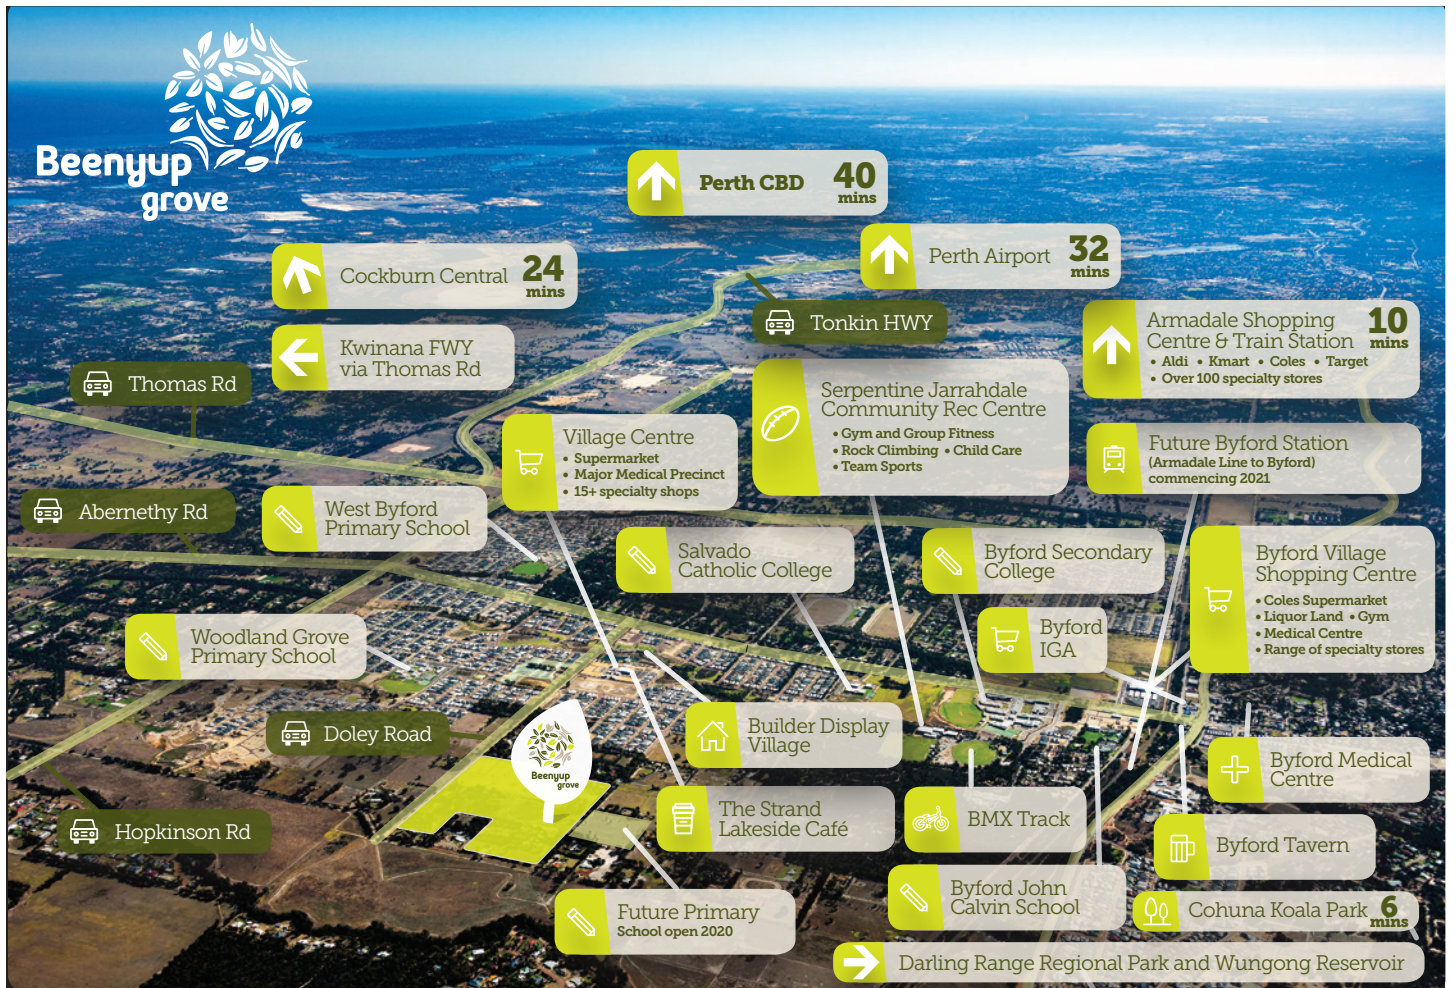 Beenyup
grove
Perth CBD 40
mins
Perth Airport 32
mins
Cockburn Central 24
mins
Tonkin HWY
Armadale Shopping
Centre & Train Station 10
mins
• Aldi • Kmart • Coles • Target
• Over 100 specialty stores
Kwinana FWY
via Thomas Rd
Thomas Rd
Serpentine Jarrahdale
Community Rec Centre
• Gym and Group Fitness
• Rock Climbing • Child Care
• Team Sports
Village Centre
• Supermarket
• Major Medical Precinct
• 15+ specialty shops
Future Byford Station
(Armadale Line to Byford)
commencing 2021
Abernethy Rd
West Byford
Primary School
Salvado
Catholic College
Byford Secondary
College
Byford Village
Shopping Centre
• Coles Supermarket
• Liquor Land • Gym
• Medical Centre
• Range of specialty stores
Byford
IGA
Woodland Grove
Primary School
Doley Road
Beenyup
grove
Builder Display
Village
Byford Medical
Centre
Hopkinson Rd
The Strand
Lakeside Café
BMX Track
Byford Tavern
Future Primary
School open 2020
Byford John
Calvin School
Cohuna Koala Park 6
mins
Darling Range Regional Park and Wungong Reservoir